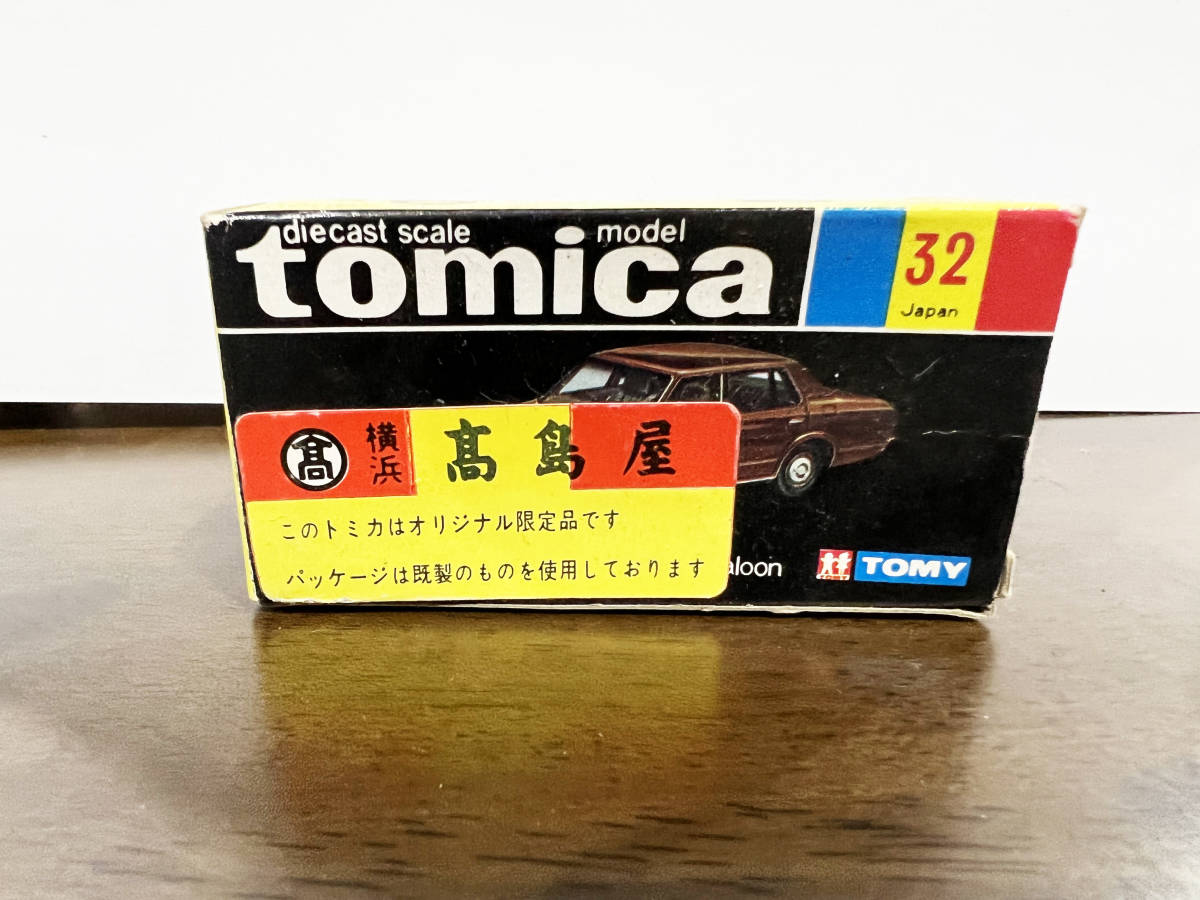 diecast scale model
tomica
32
Japan
髙 横浜 髙島屋
このトミカはオリジナル限定品です
パッケージは既製のものを使用しております
TOMY TOMY